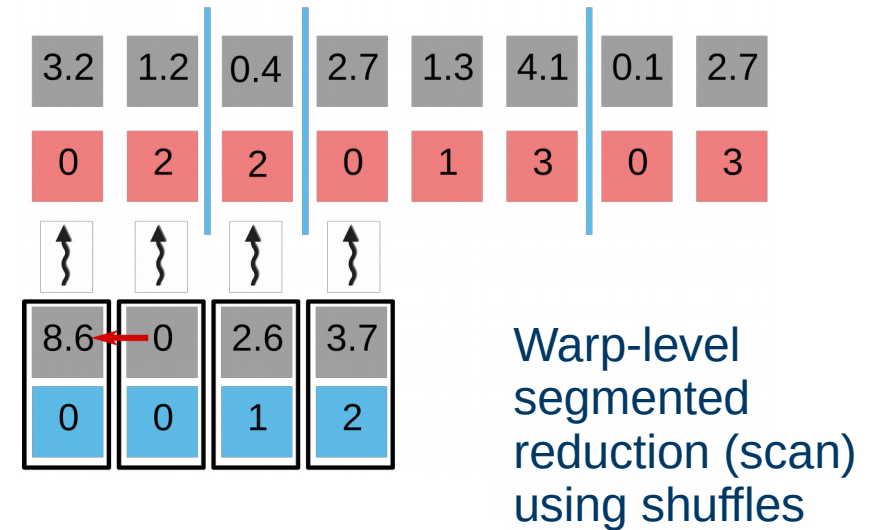 3.2 1.2 0.4 2.7 1.3 4.1 0.1 2.7
0 2 2 0 1 3 0 3
8.6 0 2.6 3.7
0 0 1 2
Warp-level
segmented
reduction (scan)
using shuffles